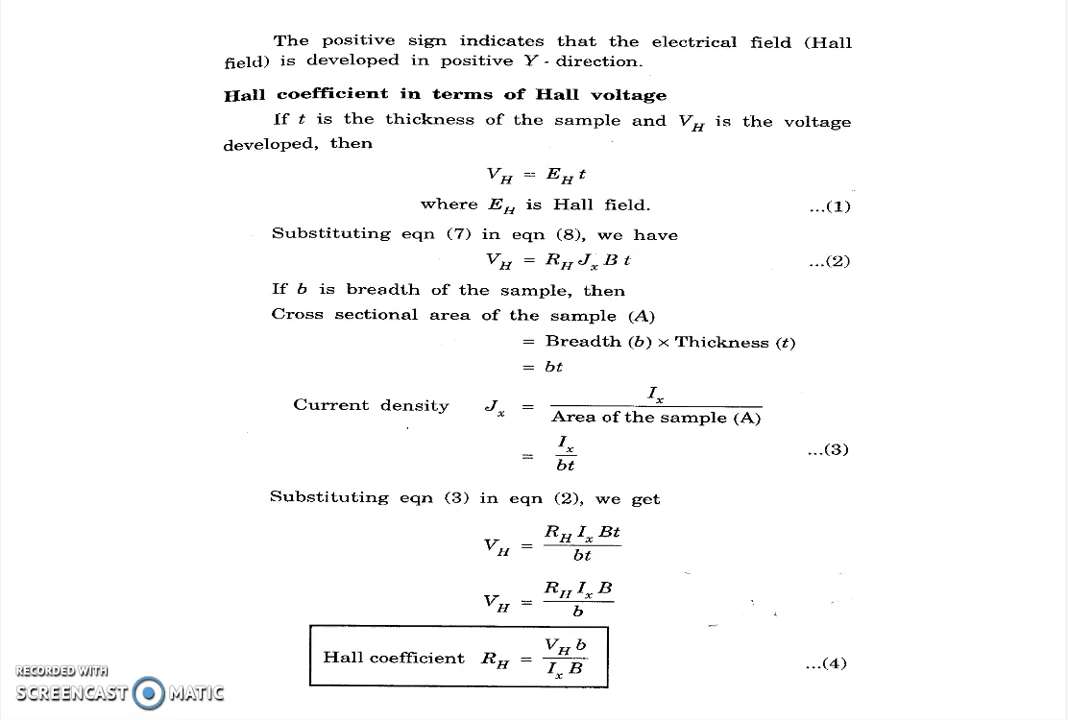 The positive sign indicates that the electrical field (Hall
field) is developed in positive Y - direction.
Hall coefficient in terms of Hall voltage
If t is the thickness of the sample and V_H is the voltage
developed, then
V_H = E_H t
where E_H is Hall field. ...(1)
Substituting eqn (7) in eqn (8), we have
V_H = R_H J_x B t ...(2)
If b is breadth of the sample, then
Cross sectional area of the sample (A)
= Breadth (b) × Thickness (t)
= bt
Current density J_x = I_x / Area of the sample (A)
= I_x / bt ...(3)
Substituting eqn (3) in eqn (2), we get
V_H = R_H I_x Bt / bt
V_H = R_H I_x B / b
Hall coefficient R_H = V_H b / I_x B ...(4)
RECORDED WITH
SCREENCAST MATIC